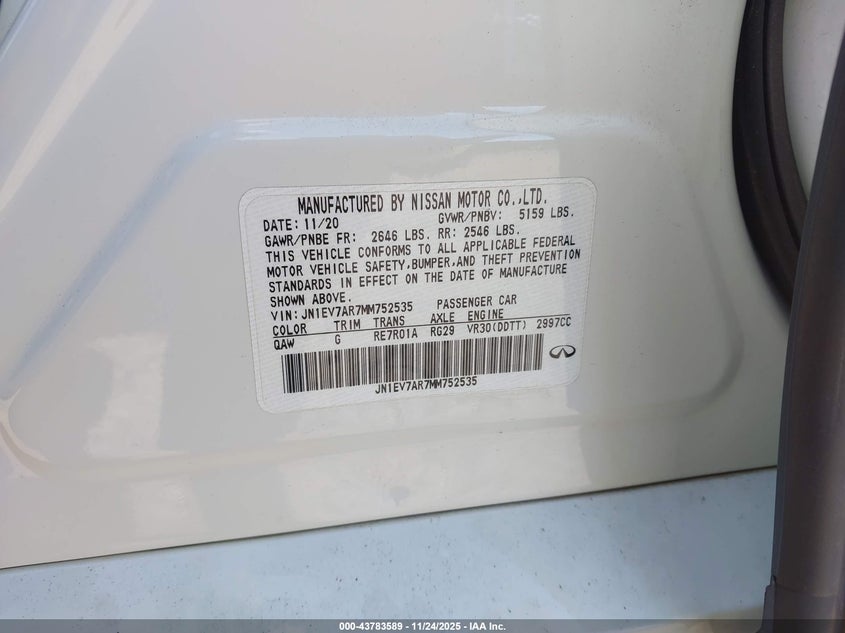 MANUFACTURED BY NISSAN MOTOR CO.,LTD.
DATE: 11/20 GVWR/PNBV: 5159 LBS.
GAWR/PNBE FR: 2646 LBS. RR: 2546 LBS.
THIS VEHICLE CONFORMS TO ALL APPLICABLE FEDERAL
MOTOR VEHICLE SAFETY,BUMPER,AND THEFT PREVENTION
STANDARDS IN EFFECT ON THE DATE OF MANUFACTURE
SHOWN ABOVE.
VIN: JN1EV7AR7MM752535 PASSENGER CAR
COLOR TRIM TRANS AXLE ENGINE
QAW G RE7R01A RG29 VR30(DDTT) 2997CC
JN1EV7AR7MM752535
000-43783589 - 11/24/2025 - IAA Inc.